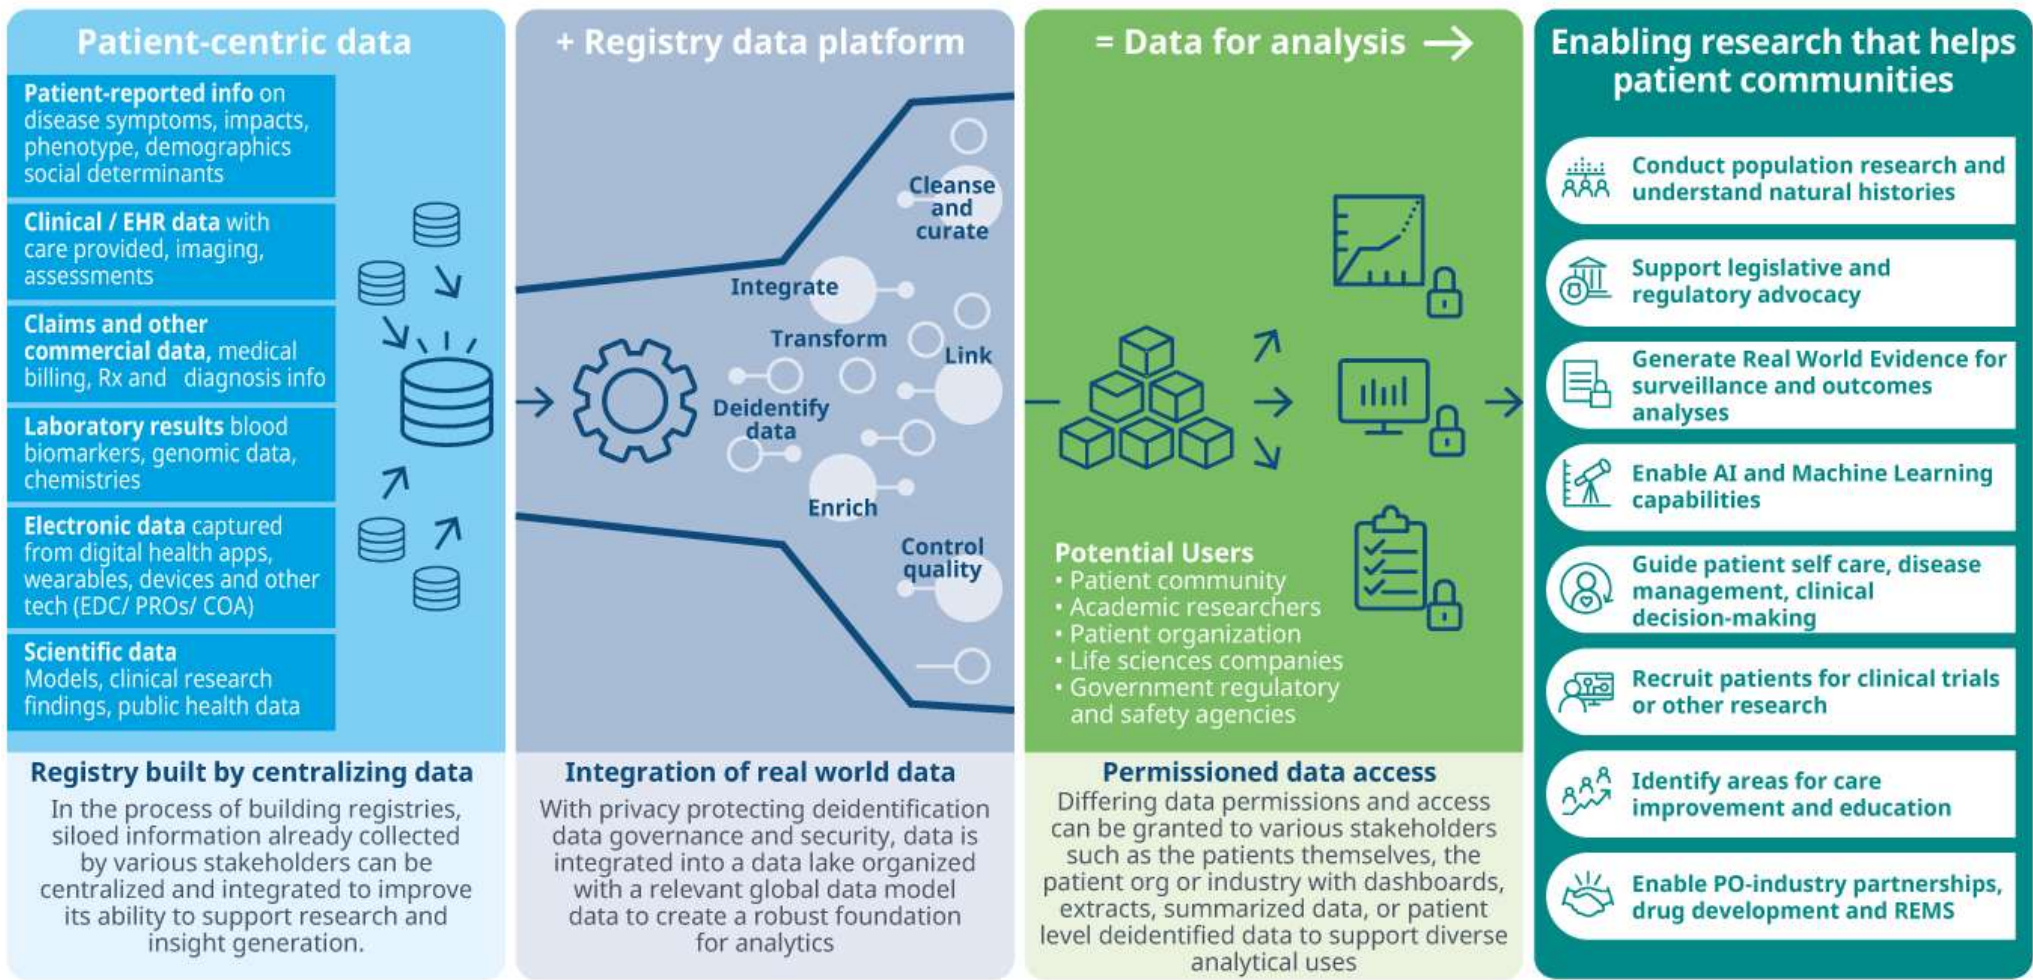 Patient-centric data
Patient-reported info on
disease symptoms, impacts,
phenotype, demographics
social determinants
Clinical / EHR data with
care provided, imaging,
assessments
Claims and other
commercial data, medical
billing, Rx and diagnosis info
Laboratory results blood
biomarkers, genomic data,
chemistries
Electronic data captured
from digital health apps,
wearables, devices and other
tech (EDC/ PROs/ COA)
Scientific data
Models, clinical research
findings, public health data
Registry built by centralizing data
In the process of building registries,
siloed information already collected
by various stakeholders can be
centralized and integrated to improve
its ability to support research and
insight generation.
+ Registry data platform
Cleanse
and
curate
Integrate
Transform
Link
Deidentify
data
Enrich
Control
quality
Integration of real world data
With privacy protecting deidentification
data governance and security, data is
integrated into a data lake organized
with a relevant global data model
data to create a robust foundation
for analytics
= Data for analysis →
Potential Users
• Patient community
• Academic researchers
• Patient organization
• Life sciences companies
• Government regulatory
and safety agencies
Permissioned data access
Differing data permissions and access
can be granted to various stakeholders
such as the patients themselves, the
patient org or industry with dashboards,
extracts, summarized data, or patient
level deidentified data to support diverse
analytical uses
Enabling research that helps
patient communities
Conduct population research and
understand natural histories
Support legislative and
regulatory advocacy
Generate Real World Evidence for
surveillance and outcomes
analyses
Enable AI and Machine Learning
capabilities
Guide patient self care, disease
management, clinical
decision-making
Recruit patients for clinical trials
or other research
Identify areas for care
improvement and education
Enable PO-industry partnerships,
drug development and REMS